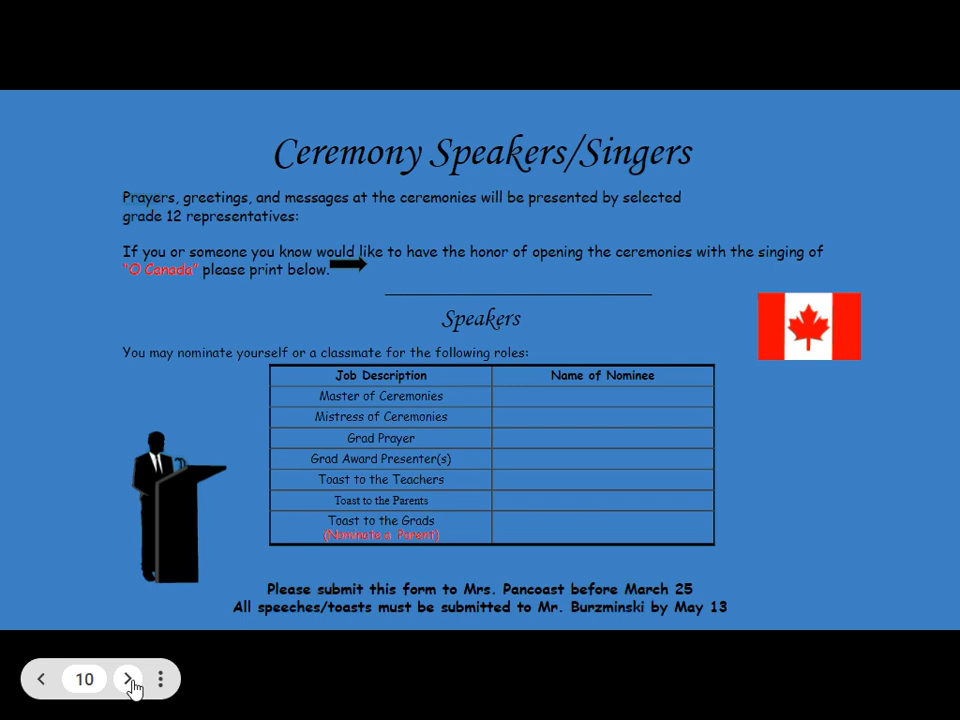 Ceremony Speakers/Singers
Prayers, greetings, and messages at the ceremonies will be presented by selected
grade 12 representatives:
If you or someone you know would like to have the honor of opening the ceremonies with the singing of
"O Canada" please print below.
Speakers
You may nominate yourself or a classmate for the following roles:
Job Description Name of Nominee
Master of Ceremonies
Mistress of Ceremonies
Grad Prayer
Grad Award Presenter(s)
Toast to the Teachers
Toast to the Parents
Toast to the Grads
(Nominate a Parent)
Please submit this form to Mrs. Pancoast before March 25
All speeches/toasts must be submitted to Mr. Burzminski by May 13
10